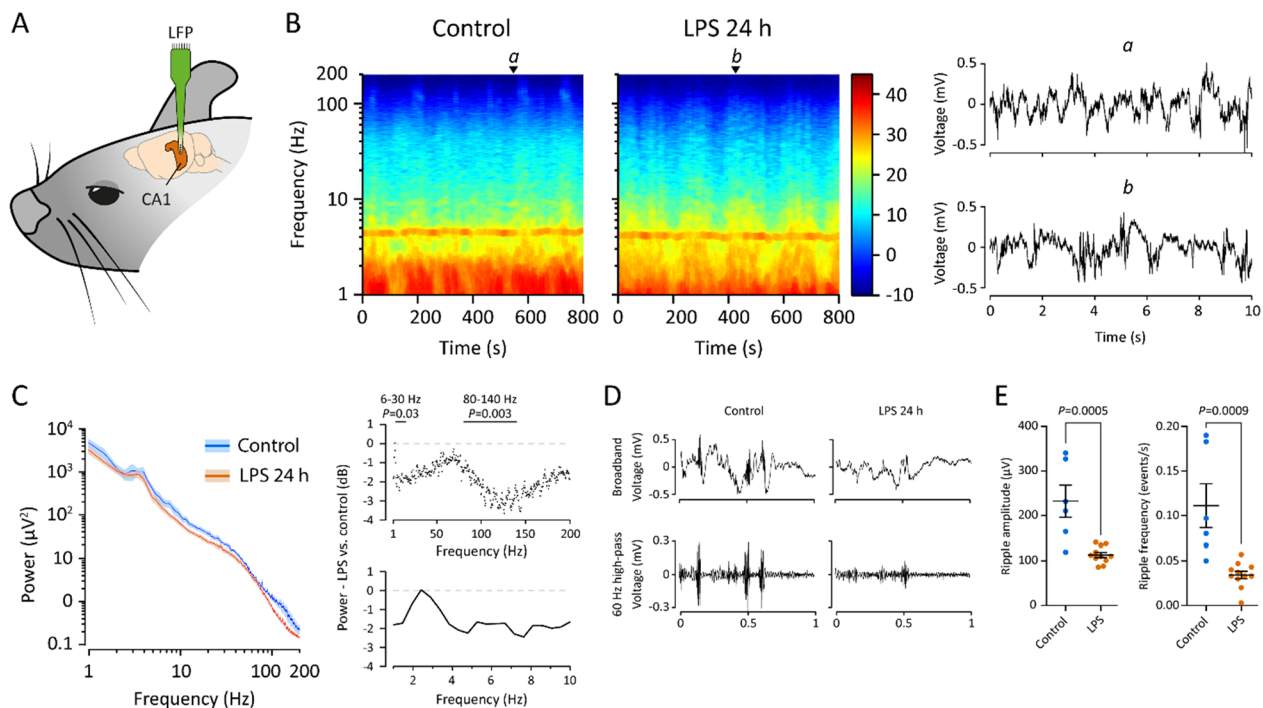 A
LFP
CA1
B
Control
LPS 24 h
a
b
Frequency (Hz)
200
100
10
1
0 200 400 600 800
Time (s)
0 200 400 600 800
Time (s)
40
30
20
10
0
-10
a
Voltage (mV)
0.5
0
-0.5
b
Voltage (mV)
0.5
0
-0.5
0 2 4 6 8 10
Time (s)
C
Power (µV²)
10⁴
10³
10²
10
0
0.1
1 10 100 200
Frequency (Hz)
Control
LPS 24 h
6-30 Hz
P=0.03
80-140 Hz
P=0.003
Power - LPS vs. control (dB)
1
0
-1
-2
-3
-4
1 50 100 150 200
Frequency (Hz)
1
0
-1
-2
-3
-4
2 4 6 8 10
Frequency (Hz)
D
Control
LPS 24 h
Broadband
Voltage (mV)
0.5
0
-0.5
60 Hz high-pass
Voltage (mV)
0.3
0
-0.3
0 0.5 1
0 0.5 1
E
P=0.0005
Ripple amplitude (µV)
400
300
200
100
0
Control
LPS
P=0.0009
Ripple frequency (events/s)
0.20
0.15
0.10
0.05
0.00
Control
LPS